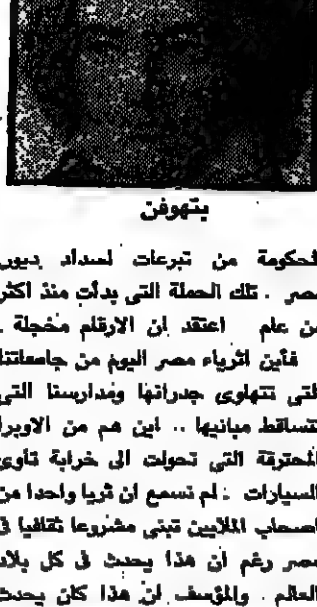 بيتهوفن
الحكومة من تبرعات لسداد ديون
مصر . تلك الحملة التى بدأت منذ اكثر
من عام اعتقد ان الارقام مخجلة .
فأين اثرياء مصر اليوم من جامعاتنا
التى تتهاوى جدرانها ومدارسنا التى
تتساقط مبانيها .. اين هم من الاوبرا
المحترقة التى تحولت الى خرابة تأوى
السيارات . لم نسمع ان ثريا واحدا من
اصحاب الملايين تبنى مشروعا ثقافيا فى
مصر رغم ان هذا يحدث فى كل بلاد
العالم . والمؤسف ان هذا كان يحدث